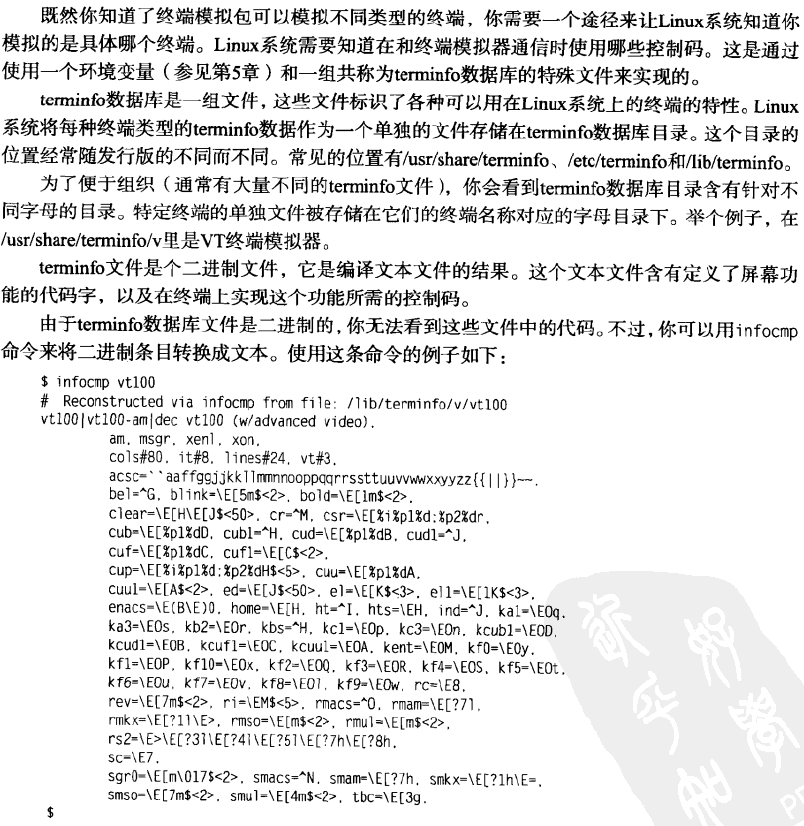 既然你知道了终端模拟包可以模拟不同类型的终端，你需要一个途径来让Linux系统知道你
模拟的是具体哪个终端。Linux系统需要知道在和终端模拟器通信时使用哪些控制码。这是通过
使用一个环境变量（参见第5章）和一组共称为terminfo数据库的特殊文件来实现的。
terminfo数据库是一组文件，这些文件标识了各种可以用在Linux系统上的终端的特性。Linux
系统将每种终端类型的terminfo数据作为一个单独的文件存储在terminfo数据库目录。这个目录的
位置经常随发行版的不同而不同。常见的位置有/usr/share/terminfo、/etc/terminfo和/lib/terminfo。
为了便于组织（通常有大量不同的terminfo文件），你会看到terminfo数据库目录含有针对不
同字母的目录。特定终端的单独文件被存储在它们的终端名称对应的字母目录下。举个例子，在
/usr/share/terminfo/v里是VT终端模拟器。
terminfo文件是个二进制文件，它是编译文本文件的结果。这个文本文件含有定义了屏幕功
能的代码字，以及在终端上实现这个功能所需的控制码。
由于terminfo数据库文件是二进制的，你无法看到这些文件中的代码。不过，你可以用infocmp
命令来将二进制条目转换成文本。使用这条命令的例子如下：
$ infocmp vt100
#  Reconstructed via infocmp from file: /lib/terminfo/v/vt100
vt100|vt100-am|dec vt100 (w/advanced video),
am, msgr, xenl, xon,
cols#80, it#8, lines#24, vt#3,
acsc=``aaffggjjkkllmmnnooppqqrrssttuuvvwwxxyyzz{{||}}~~,
bel=^G, blink=\E[5m$<2>, bold=\E[1m$<2>,
clear=\E[H\E[J$<50>, cr=^M, csr=\E[%i%p1%d;%p2%dr,
cub=\E[%p1%dD, cub1=^H, cud=\E[%p1%dB, cud1=^J,
cuf=\E[%p1%dC, cuf1=\E[C$<2>,
cup=\E[%i%p1%d;%p2%dH$<5>, cuu=\E[%p1%dA,
cuu1=\E[A$<2>, ed=\E[J$<50>, el=\E[K$<3>, el1=\E[1K$<3>,
enacs=\E(B\E)0, home=\E[H, ht=^I, hts=\EH, ind=^J, ka1=\EOq,
ka3=\EOs, kb2=\EOr, kbs=^H, kc1=\EOp, kc3=\EOn, kcub1=\EOD,
kcud1=\EOB, kcuf1=\EOC, kcuu1=\EOA, kent=\EOM, kf0=\EOy,
kf1=\EOP, kf10=\EOx, kf2=\EOQ, kf3=\EOR, kf4=\EOS, kf5=\EOt,
kf6=\EOu, kf7=\EOv, kf8=\EOl, kf9=\EOw, rc=\E8,
rev=\E[7m$<2>, ri=\EM$<5>, rmacs=^O, rmam=\E[?7l,
rmkx=\E[?1l\E>, rmso=\E[m$<2>, rmul=\E[m$<2>,
rs2=\E>\E[?3l\E[?4l\E[?5l\E[?7h\E[?8h,
sc=\E7,
sgr0=\E[m\017$<2>, smacs=^N, smam=\E[?7h, smkx=\E[?1h\E=,
smso=\E[7m$<2>, smul=\E[4m$<2>, tbc=\E[3g,
$